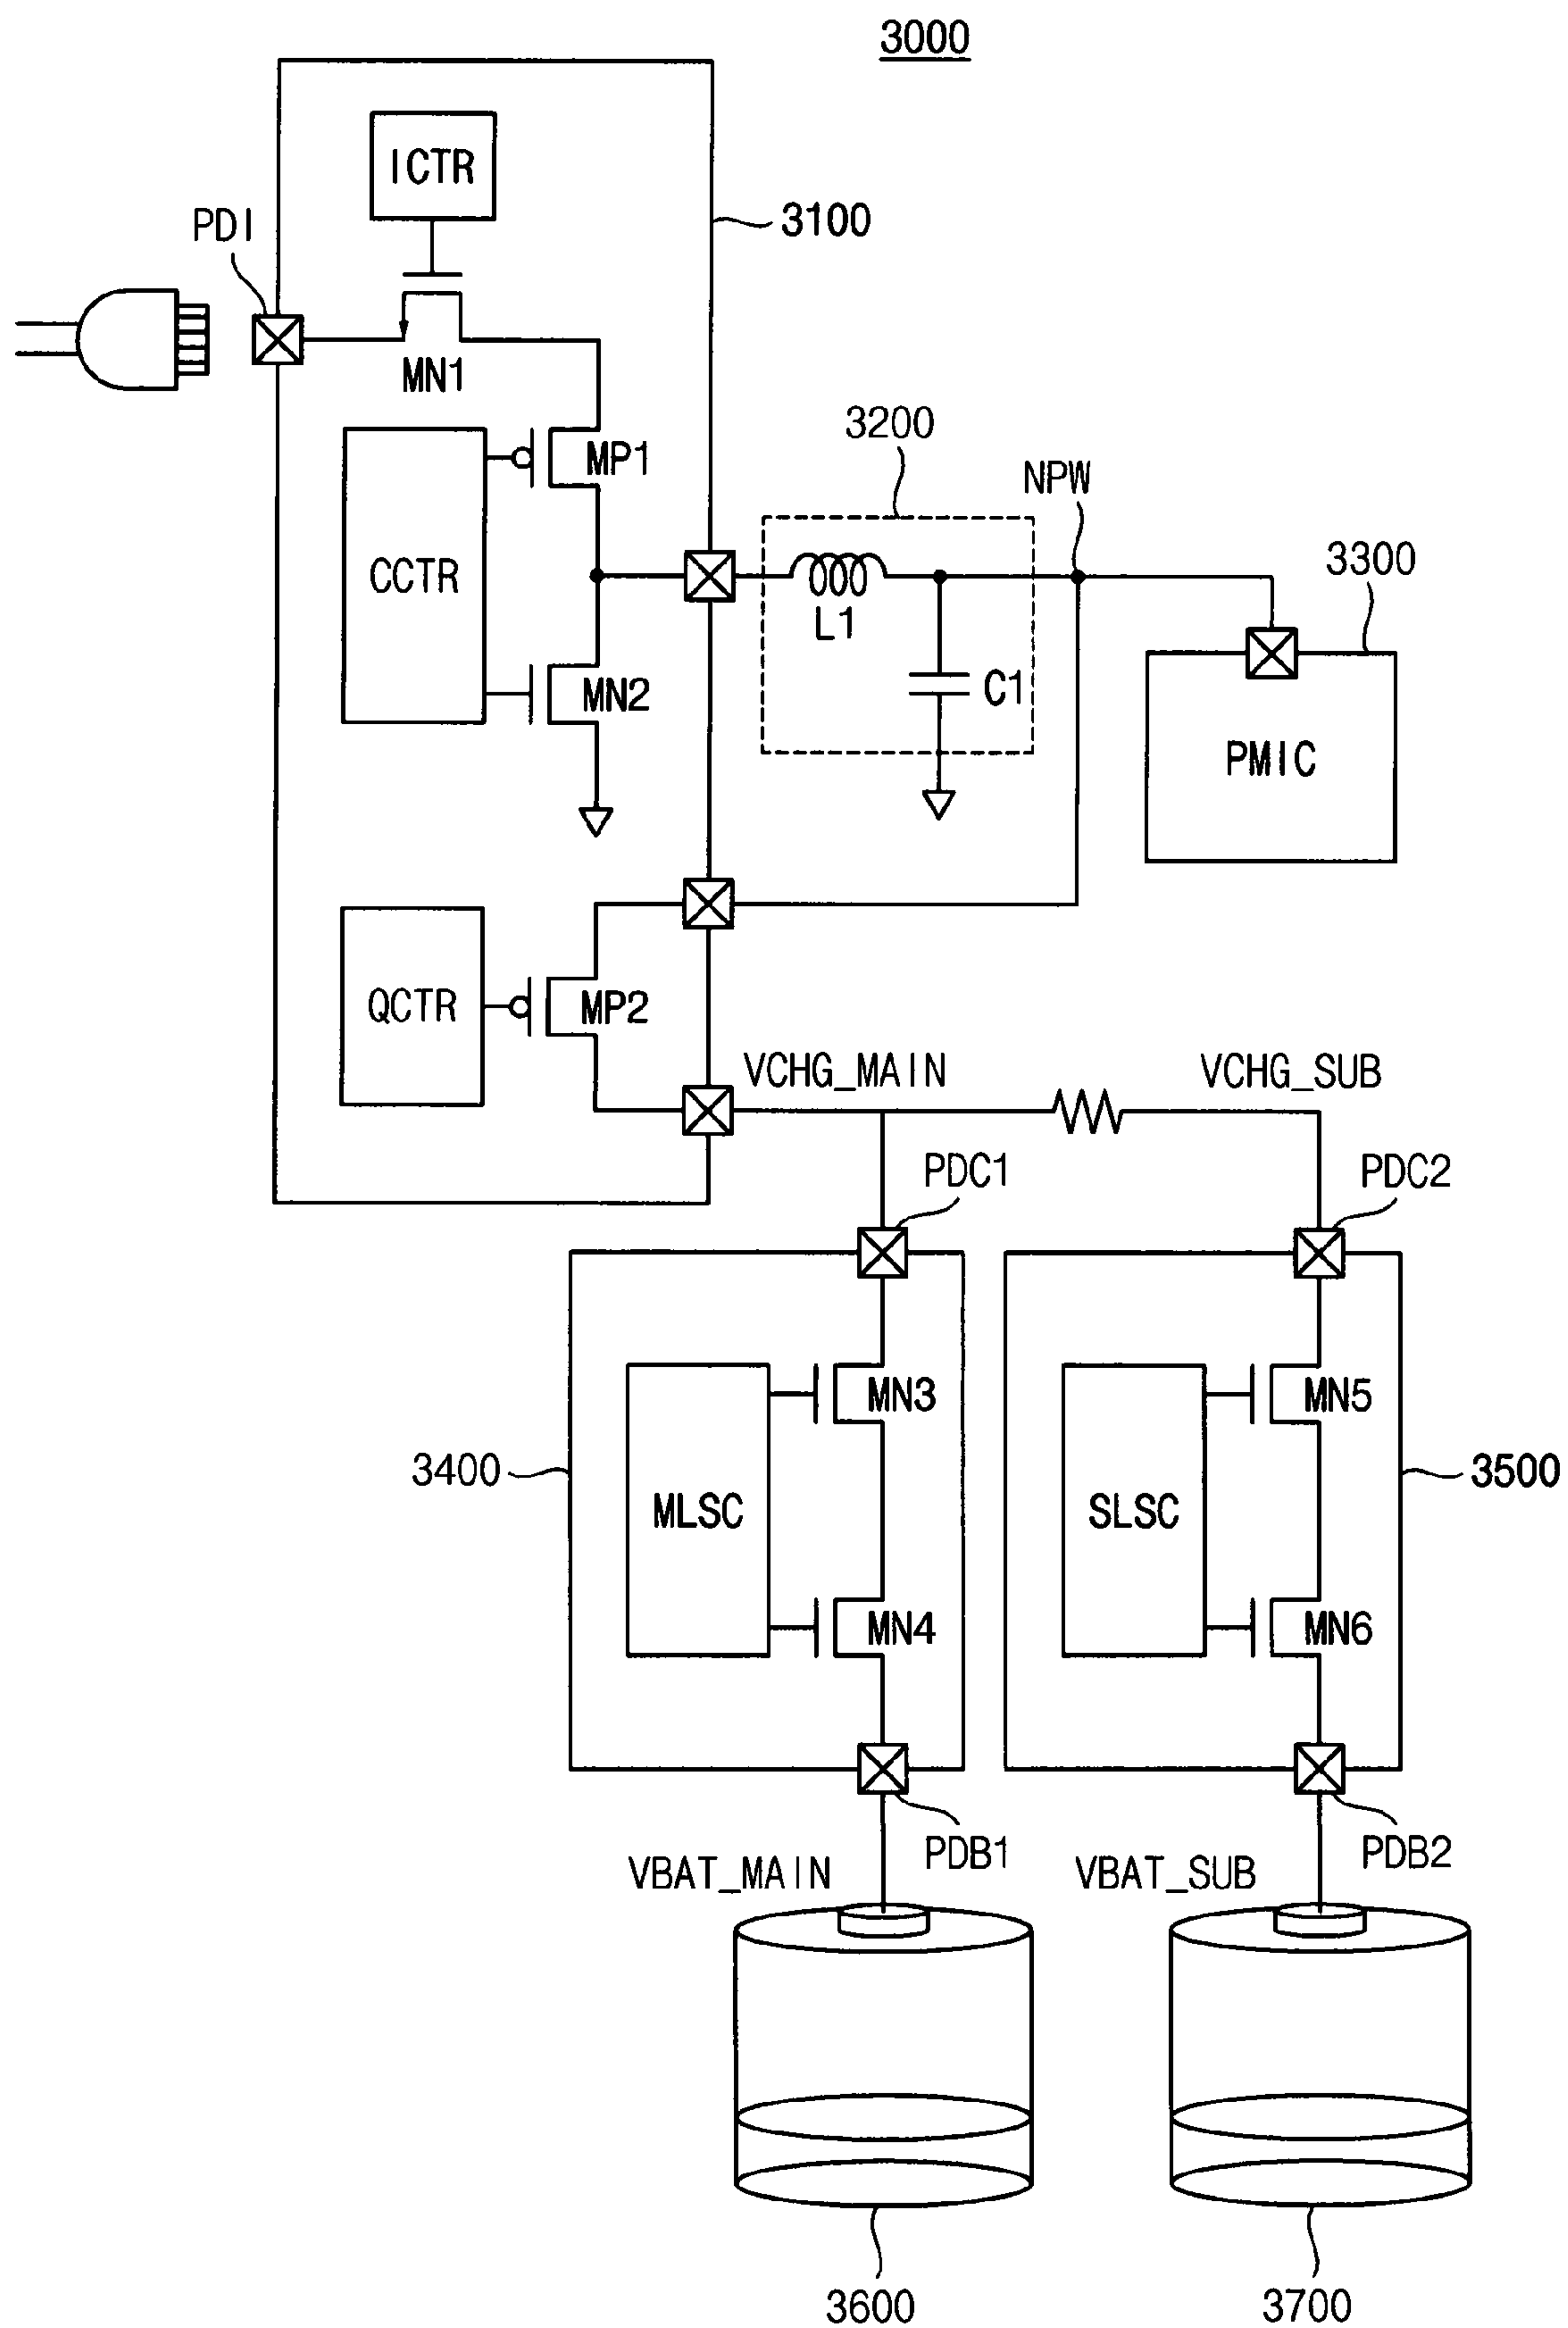 3000
ICTR
PDI
3100
MN1
MP1
3200
NPW
3300
CCTR
L1
MN2
C1
PMIC
QCTR
MP2
VCHG_MAIN
VCHG_SUB
PDC1
PDC2
MN3
MN5
3400
MLSC
SLSC
3500
MN4
MN6
PDB1
PDB2
VBAT_MAIN
VBAT_SUB
3600
3700